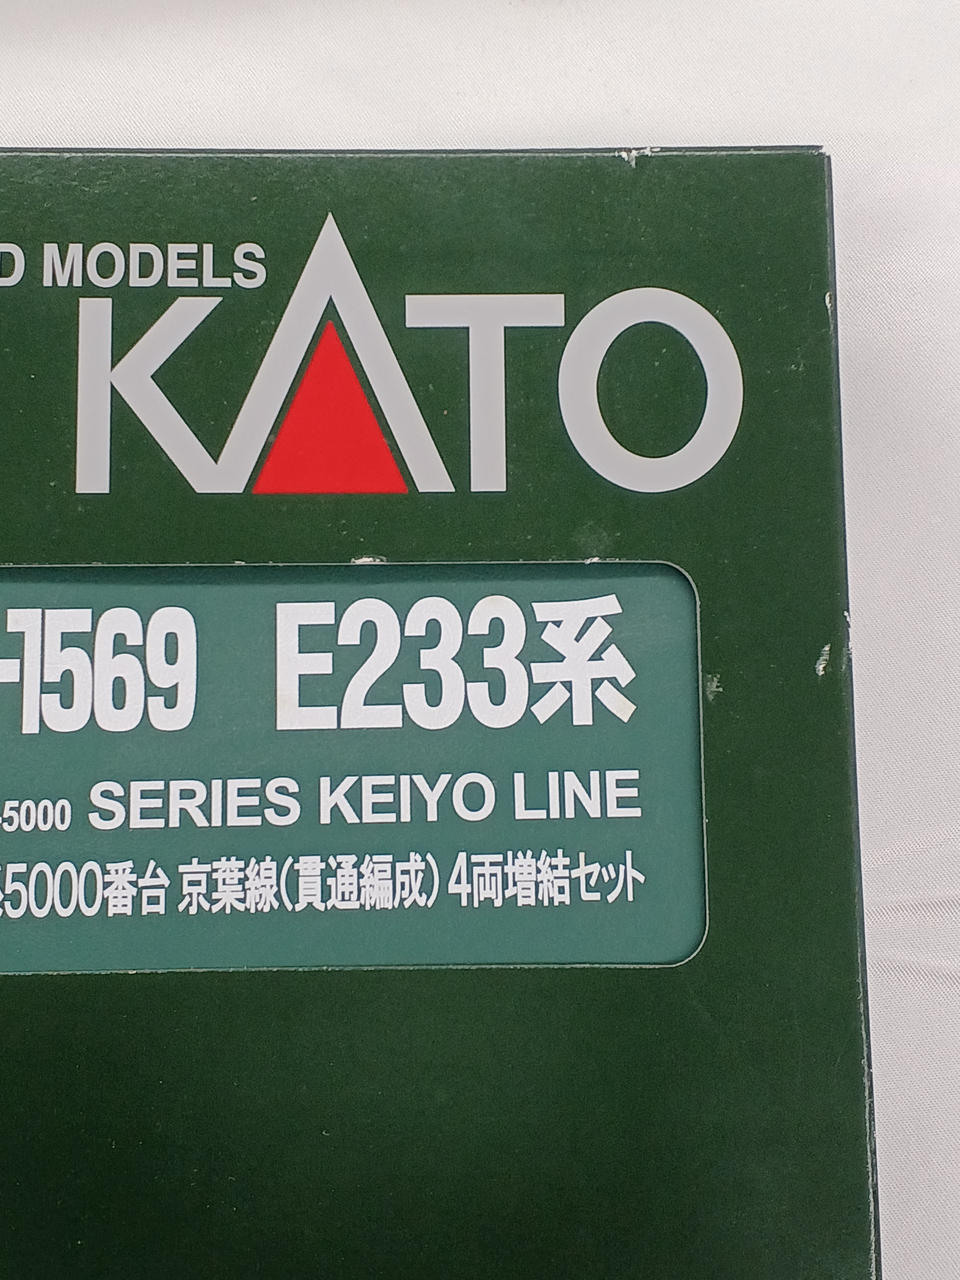 D MODELS
KATO
-1569 E233系
-5000 SERIES KEIYO LINE
系5000番台 京葉線(貫通編成)4両増結セット